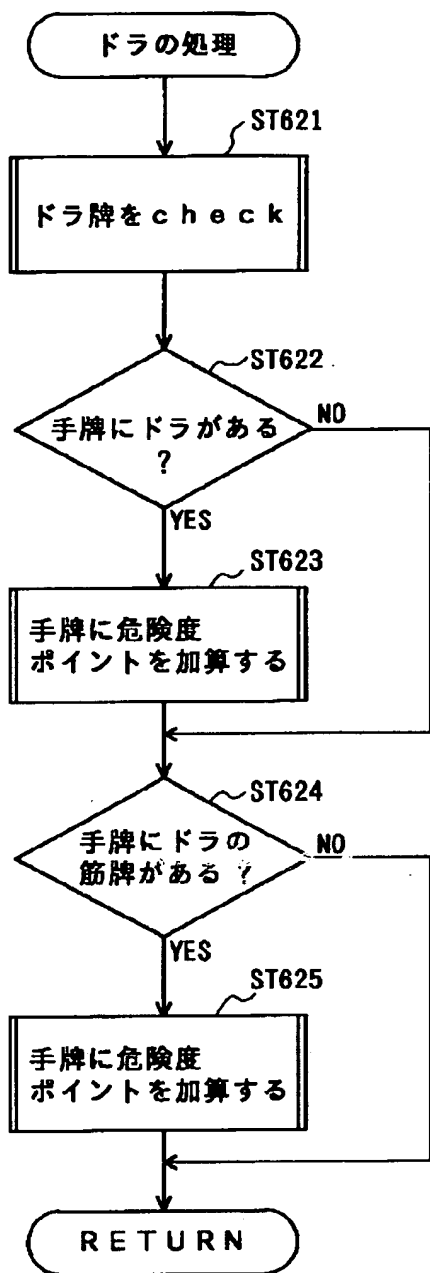 ドラの処理
ST621
ドラ牌をｃｈｅｃｋ
ST622
手牌にドラがある
？
NO
YES
ST623
手牌に危険度
ポイントを加算する
ST624
手牌にドラの
筋牌がある？
NO
YES
ST625
手牌に危険度
ポイントを加算する
ＲＥＴＵＲＮ